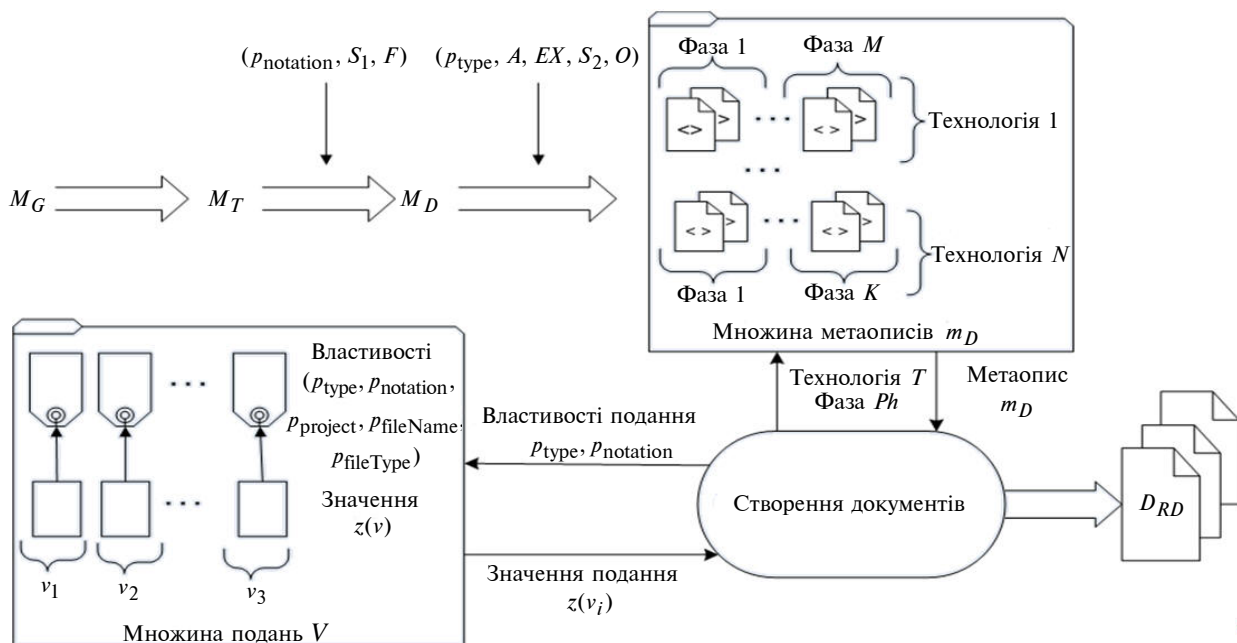 (p_notation, S_1, F)
(p_type, A, EX, S_2, O)
M_G
M_T
M_D
Фаза 1
Фаза M
<>
>
< >
>
Технологія 1
< >
>
< >
>
Технологія N
Фаза 1
Фаза K
Множина метаописів m_D
Властивості
(p_type, p_notation,
p_project, p_fileName,
p_fileType)
Значення
z(v)
v_1
v_2
v_3
Множина подань V
Властивості подання
p_type, p_notation
Значення подання
z(v_i)
Технологія T
Фаза Ph
Метаопис
m_D
Створення документів
D_RD